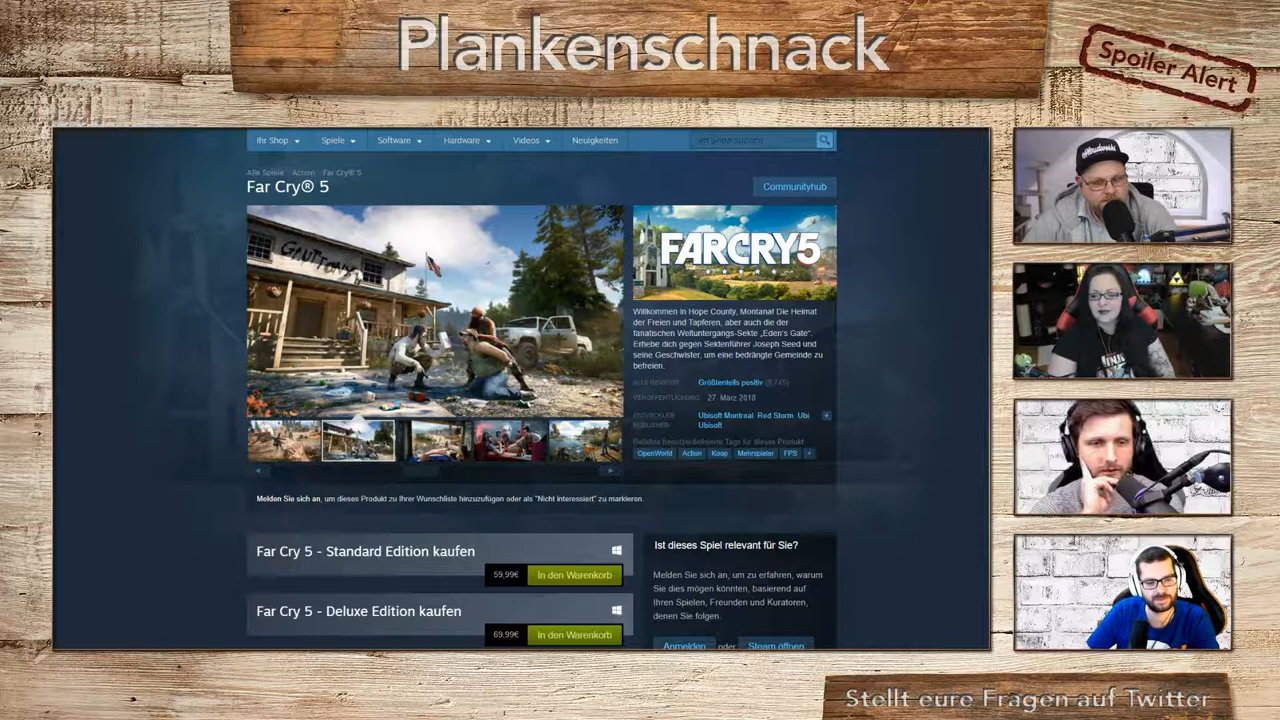 Plankenschnack
Spoiler Alert
Ihr Shop
Spiele
Software
Hardware
Videos
Neuigkeiten
Alle Spiele Action Far Cry® 5
Far Cry® 5
Communityhub
GLUTTONY
FARCRY5
Willkommen in Hope County, Montana! Die Heimat
der Freien und Tapferen, aber auch die der
fanatischen Weltuntergangs-Sekte „Eden's Gate“.
Erhebe dich gegen Sektenführer Joseph Seed und
seine Geschwister, um eine bedrängte Gemeinde zu
befreien.
ALLE REVIEWS: Größtenteils positiv (9,745)
VERÖFFENTLICHUNG: 27. März 2018
ENTWICKLER: Ubisoft Montreal, Red Storm, Ubi
+
PUBLISHER: Ubisoft
Beliebte benutzerdefinierte Tags für dieses Produkt
OpenWorld Action Koop Mehrspieler FPS +
Melden Sie sich an, um dieses Produkt zu Ihrer Wunschliste hinzuzufügen oder als "Nicht interessiert" zu markieren.
Far Cry 5 - Standard Edition kaufen
59,99€ In den Warenkorb
Far Cry 5 - Deluxe Edition kaufen
69,99€ In den Warenkorb
Ist dieses Spiel relevant für Sie?
Melden Sie sich an, um zu erfahren, warum
Sie dies mögen könnten, basierend auf
Ihren Spielen, Freunden und Kuratoren,
denen Sie folgen.
Anmelden oder Steam öffnen
Stellt eure Fragen auf Twitter